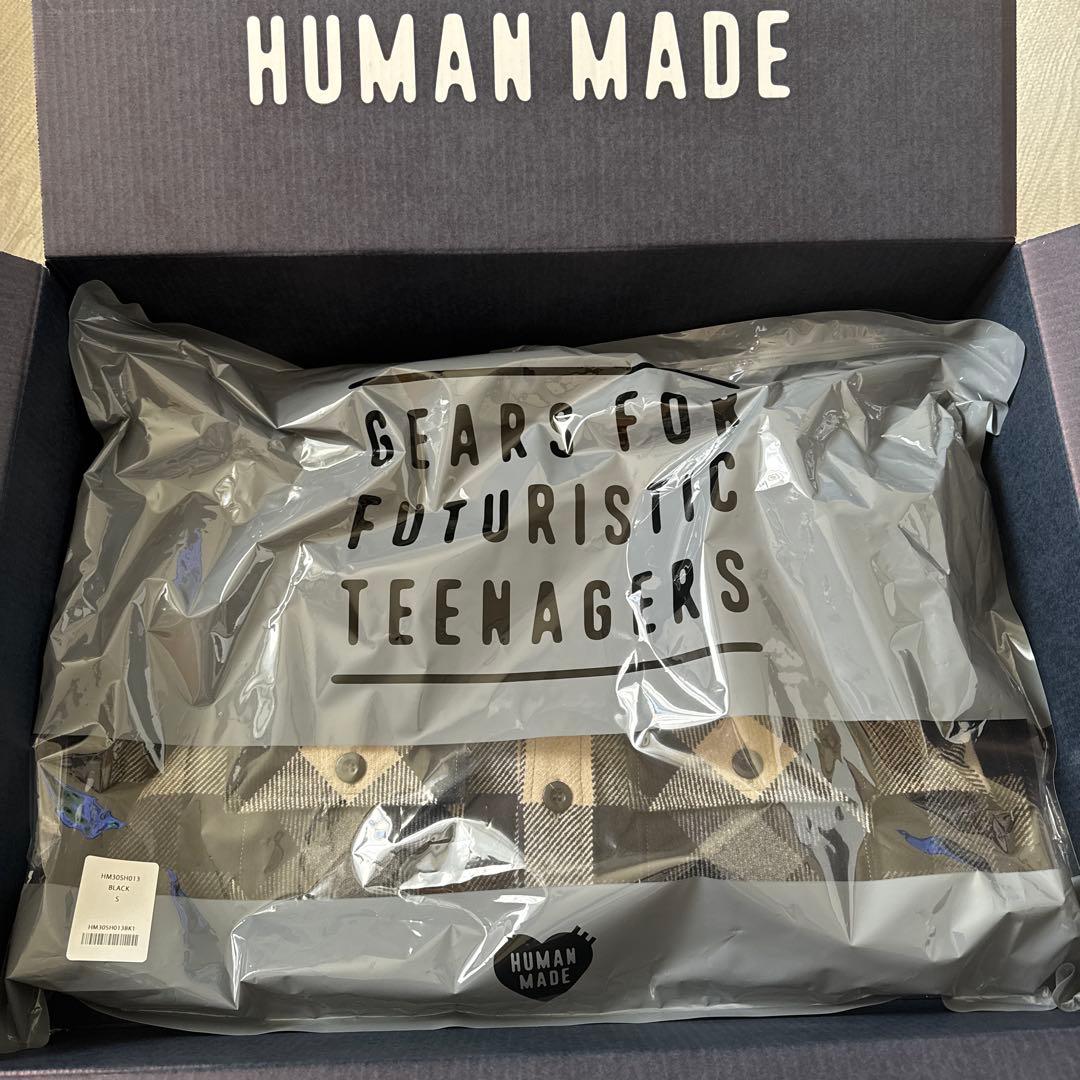 HUMAN MADE
GEARS FOR
FUTURISTIC
TEENAGERS
HM30SH013
BLACK
S
HM30SH013BK1
HUMAN
MADE